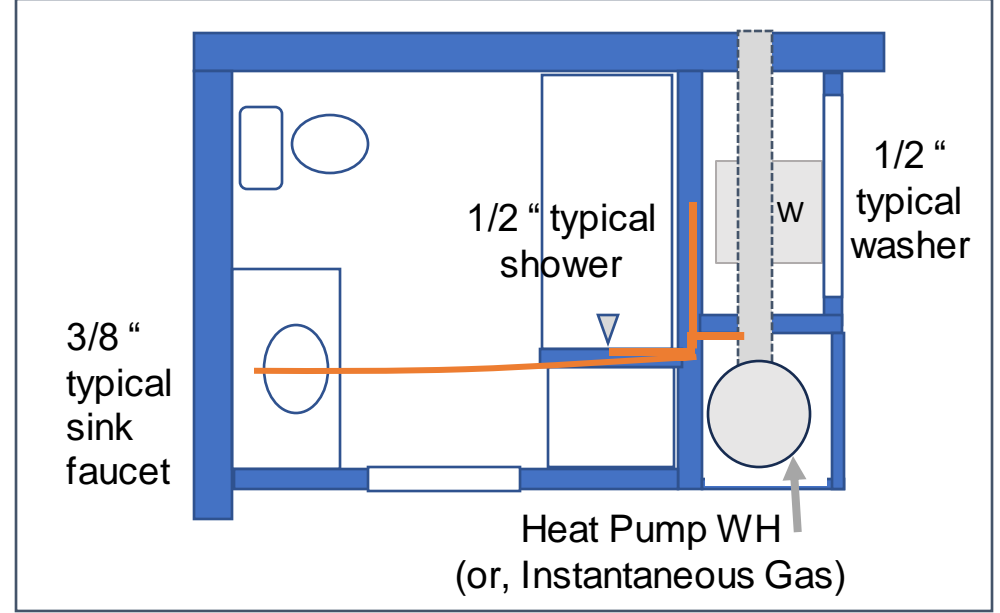 1/2 “
typical
washer
W
1/2 “ typical
shower
3/8 “
typical
sink
faucet
Heat Pump WH
(or, Instantaneous Gas)